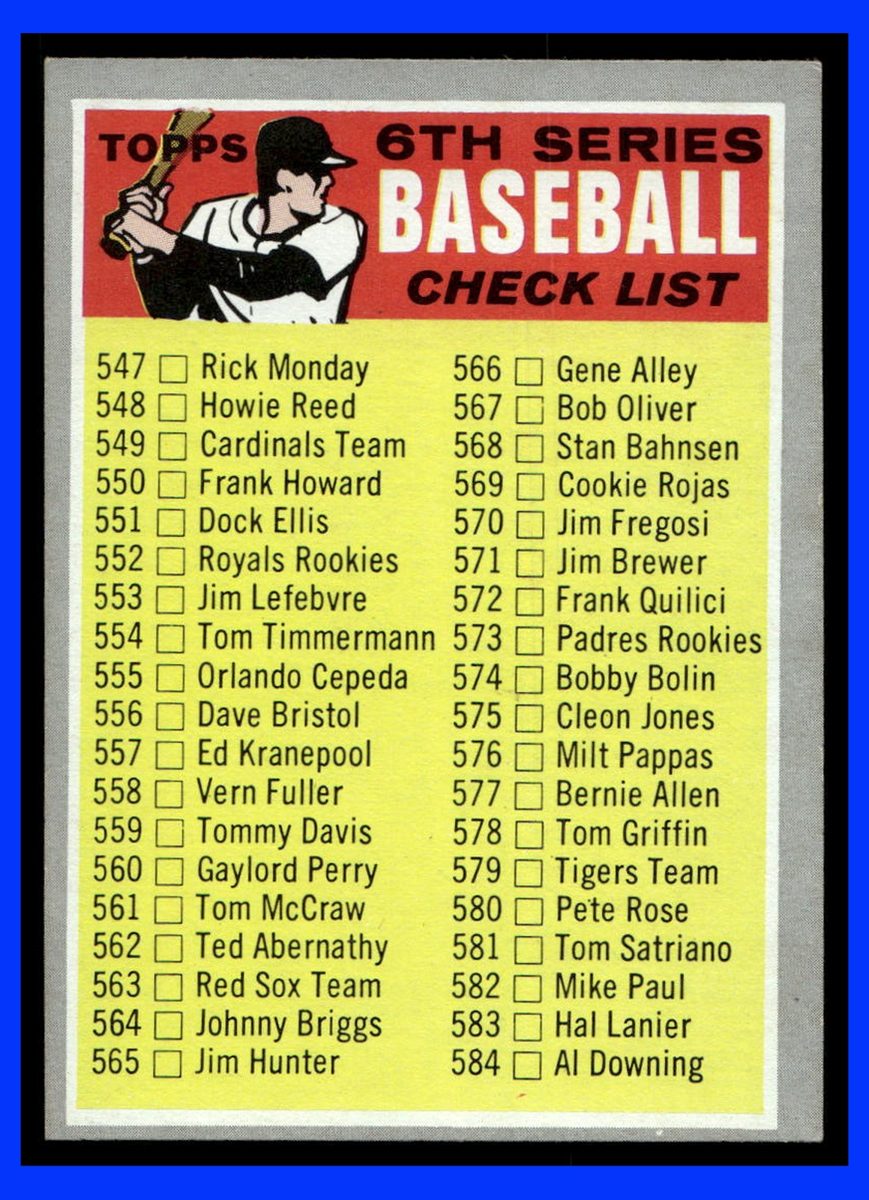 TOPPS
6TH SERIES
BASEBALL
CHECK LIST
547 Rick Monday
548 Howie Reed
549 Cardinals Team
550 Frank Howard
551 Dock Ellis
552 Royals Rookies
553 Jim Lefebvre
554 Tom Timmermann
555 Orlando Cepeda
556 Dave Bristol
557 Ed Kranepool
558 Vern Fuller
559 Tommy Davis
560 Gaylord Perry
561 Tom McCraw
562 Ted Abernathy
563 Red Sox Team
564 Johnny Briggs
565 Jim Hunter
566 Gene Alley
567 Bob Oliver
568 Stan Bahnsen
569 Cookie Rojas
570 Jim Fregosi
571 Jim Brewer
572 Frank Quilici
573 Padres Rookies
574 Bobby Bolin
575 Cleon Jones
576 Milt Pappas
577 Bernie Allen
578 Tom Griffin
579 Tigers Team
580 Pete Rose
581 Tom Satriano
582 Mike Paul
583 Hal Lanier
584 Al Downing